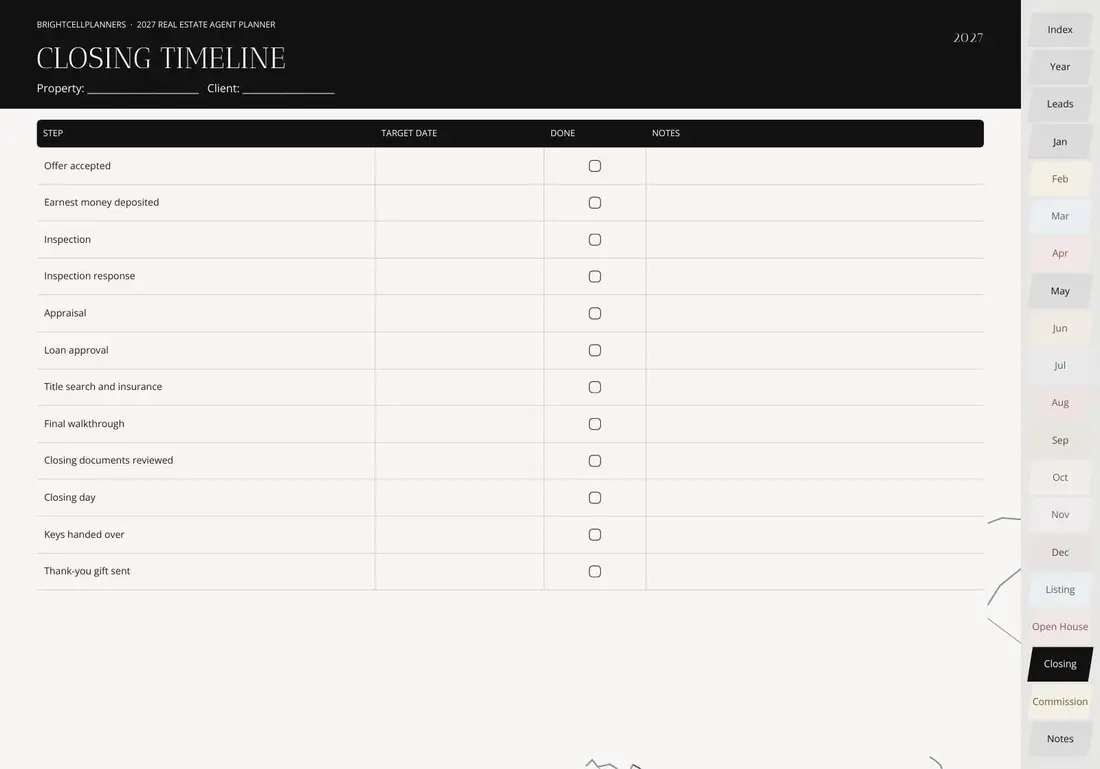 BRIGHTCELLPLANNERS · 2027 REAL ESTATE AGENT PLANNER
CLOSING TIMELINE
2027
Property: ____________________ Client: ________________
STEP TARGET DATE DONE NOTES
Offer accepted
Earnest money deposited
Inspection
Inspection response
Appraisal
Loan approval
Title search and insurance
Final walkthrough
Closing documents reviewed
Closing day
Keys handed over
Thank-you gift sent
Index
Year
Leads
Jan
Feb
Mar
Apr
May
Jun
Jul
Aug
Sep
Oct
Nov
Dec
Listing
Open House
Closing
Commission
Notes